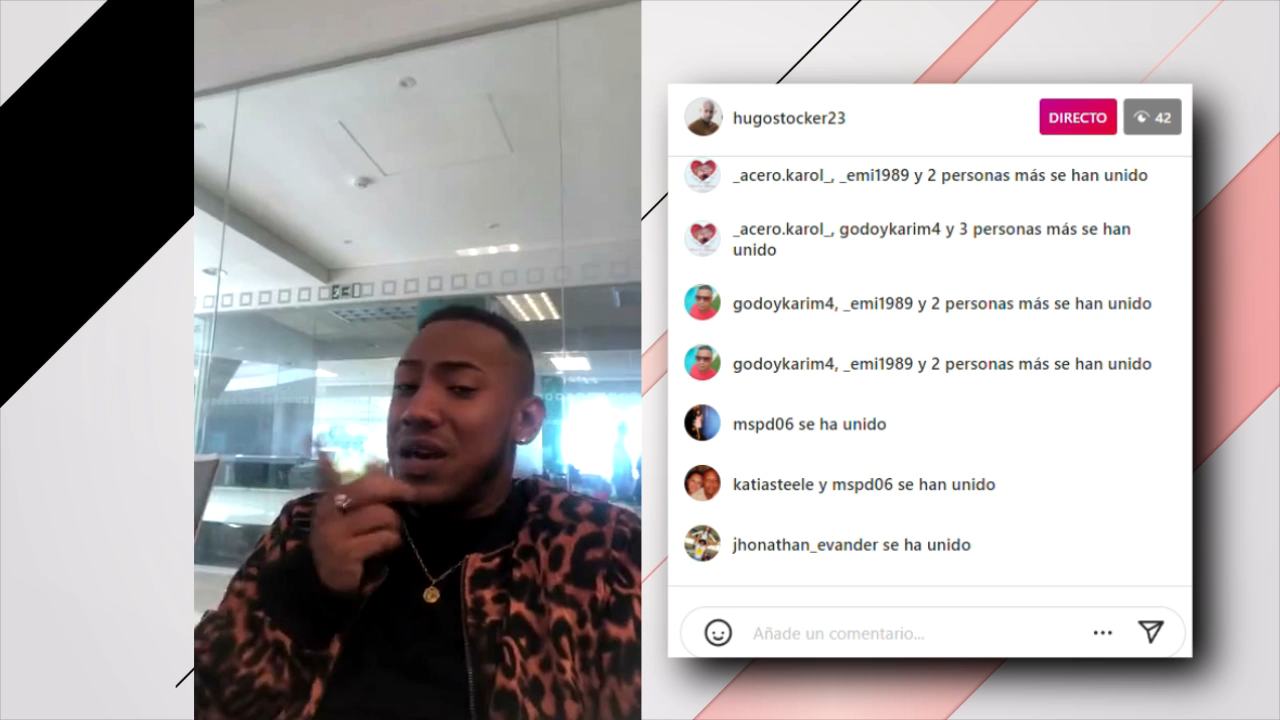 hugostocker23
DIRECTO
42
_acero.karol_, _emi1989 y 2 personas más se han unido
_acero.karol_, godoykarim4 y 3 personas más se han
unido
godoykarim4, _emi1989 y 2 personas más se han unido
godoykarim4, _emi1989 y 2 personas más se han unido
mspd06 se ha unido
katiasteele y mspd06 se han unido
jhonathan_evander se ha unido
Añade un comentario...